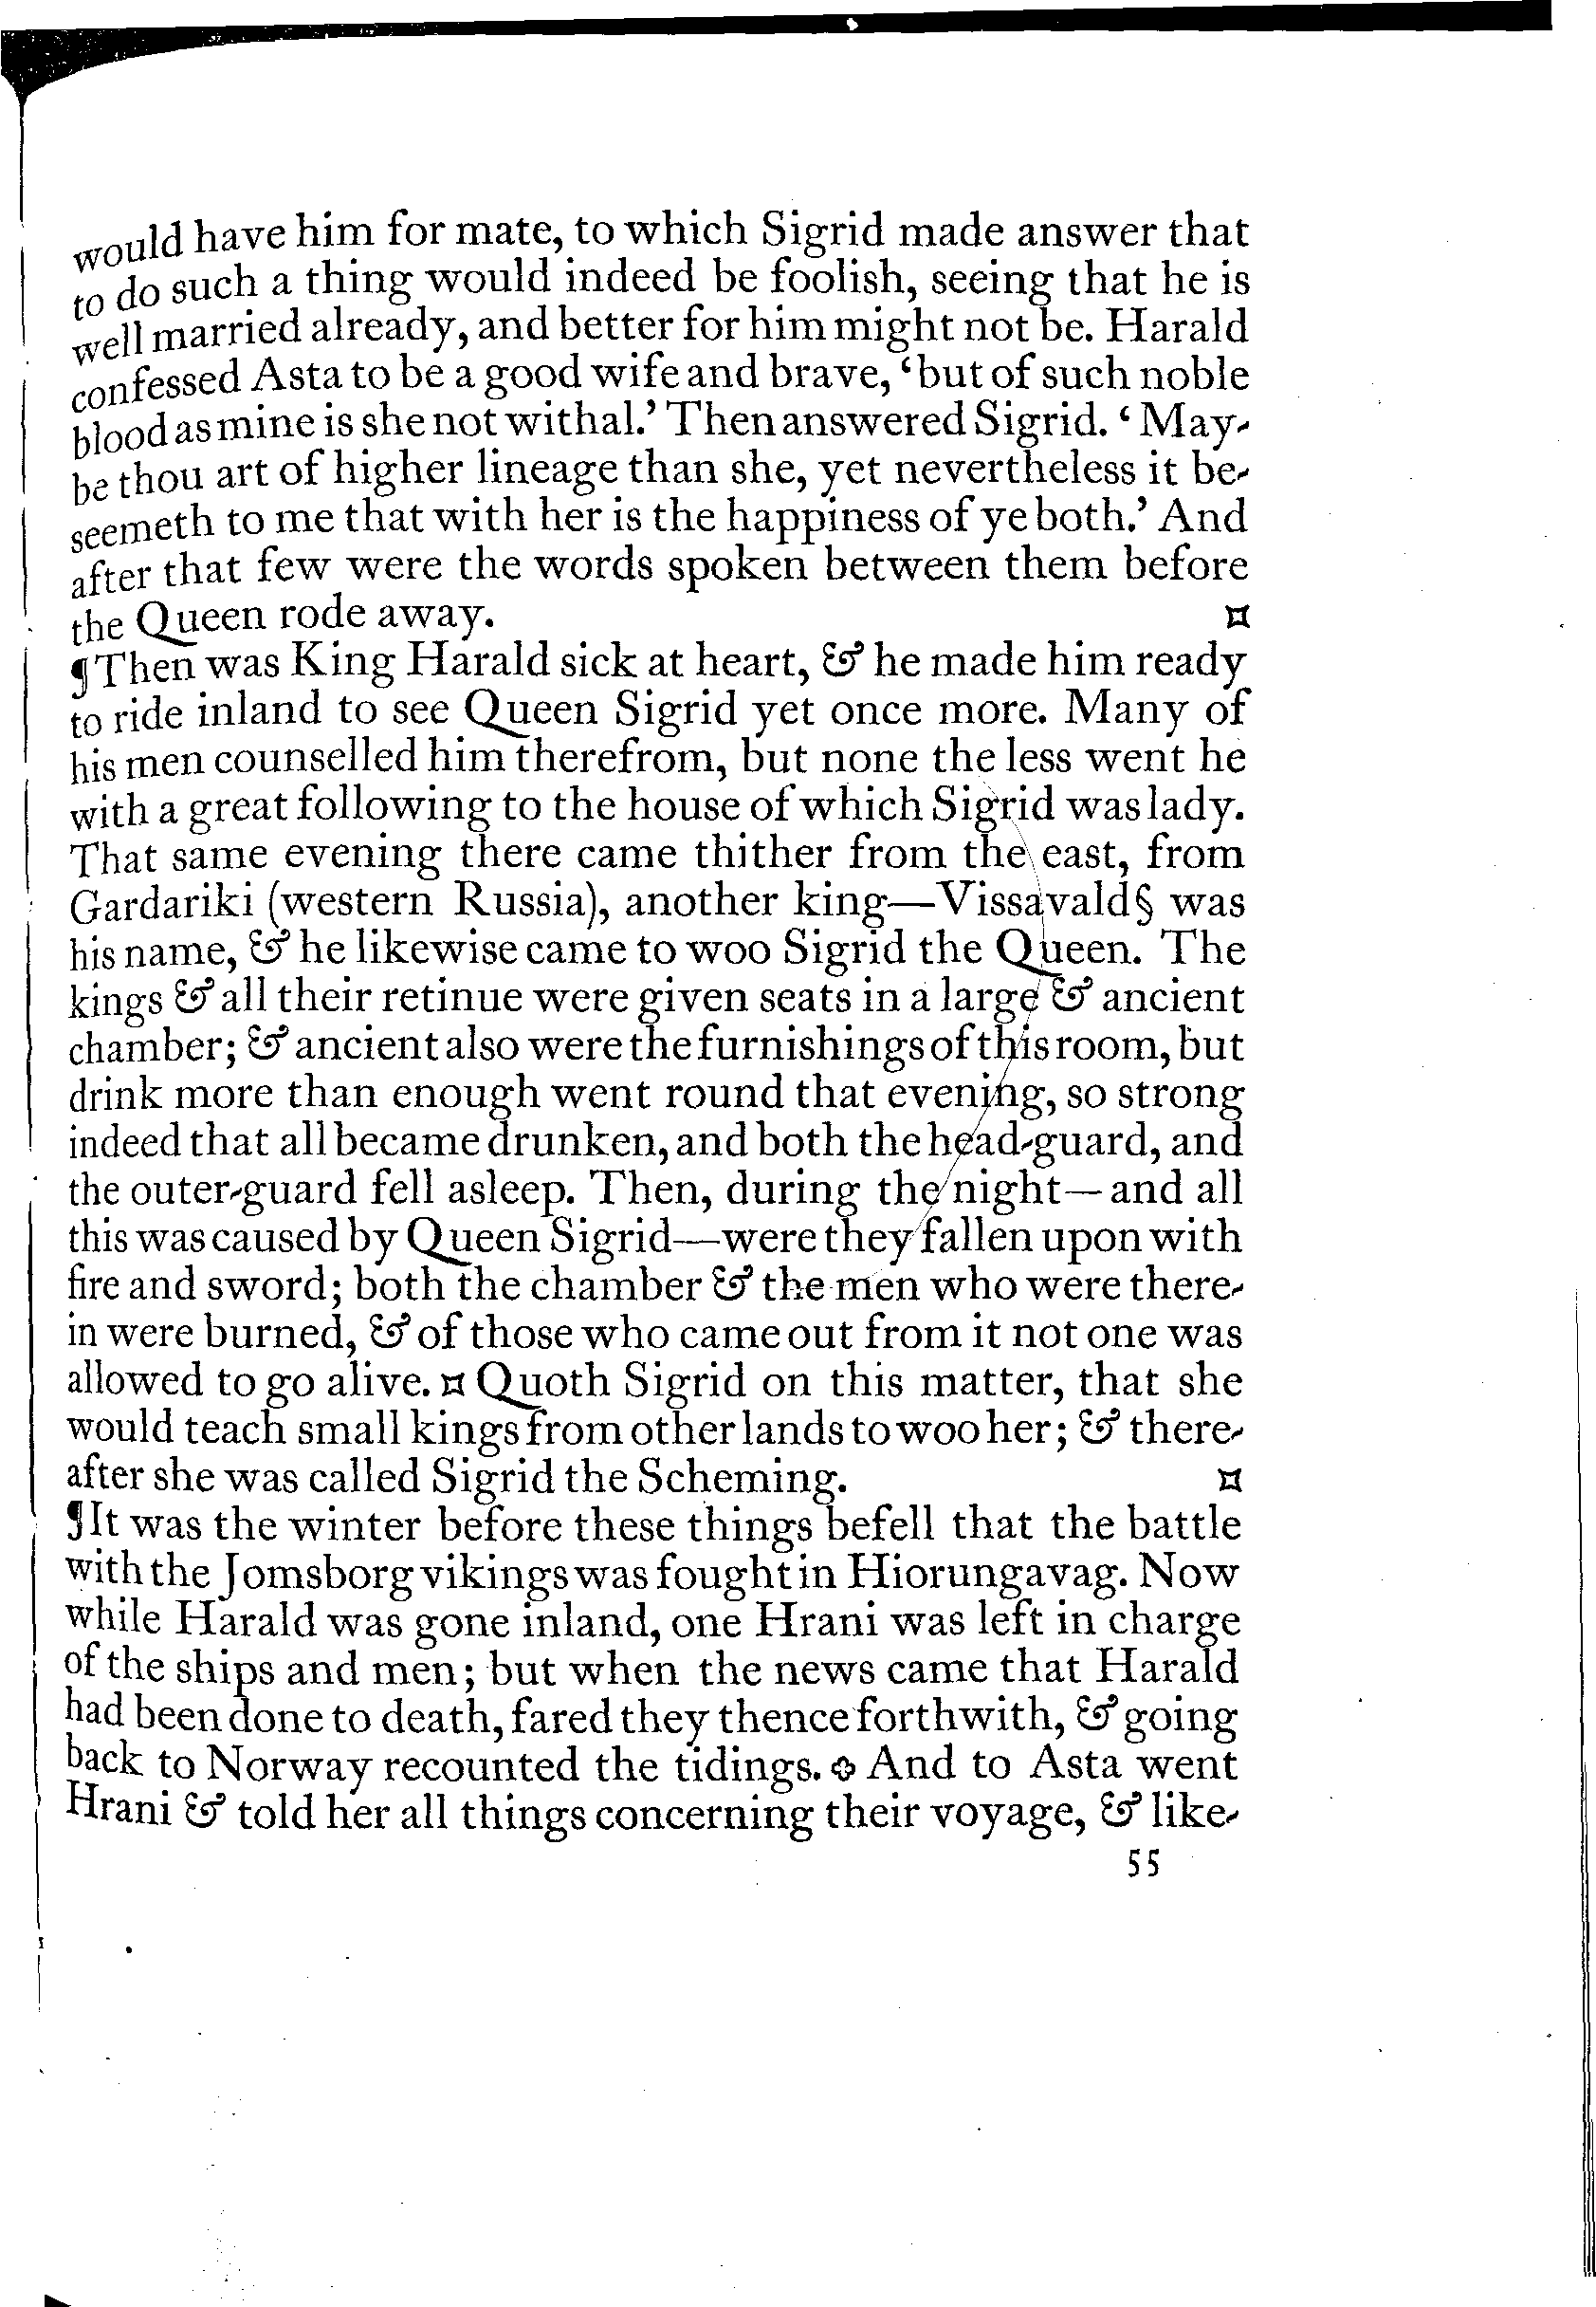 would have him for mate, to which Sigrid made answer that
to do such a thing would indeed be foolish, seeing that he is
well married already, and better for him might not be. Harald
confessed Asta to be a good wife and brave, ‘but of such noble
blood as mine is she not withal.’ Then answered Sigrid. ‘May-
be thou art of higher lineage than she, yet nevertheless it be-
seemeth to me that with her is the happiness of ye both.’ And
after that few were the words spoken between them before
the Queen rode away. ¤
¶Then was King Harald sick at heart, & he made him ready
to ride inland to see Queen Sigrid yet once more. Many of
his men counselled him therefrom, but none the less went he
with a great following to the house of which Sigrid was lady.
That same evening there came thither from the east, from
Gardariki (western Russia), another king—Vissavald§ was
his name, & he likewise came to woo Sigrid the Queen. The
kings & all their retinue were given seats in a large & ancient
chamber; & ancient also were the furnishings of this room, but
drink more than enough went round that evening, so strong
indeed that all became drunken, and both the head-guard, and
the outer-guard fell asleep. Then, during the night—and all
this was caused by Queen Sigrid—were they fallen upon with
fire and sword; both the chamber & the men who were there-
in were burned, & of those who came out from it not one was
allowed to go alive. ¤ Quoth Sigrid on this matter, that she
would teach small kings from other lands to woo her; & there-
after she was called Sigrid the Scheming. ¤
¶It was the winter before these things befell that the battle
with the Jomsborg vikings was fought in Hiorungavag. Now
while Harald was gone inland, one Hrani was left in charge
of the ships and men; but when the news came that Harald
had been done to death, fared they thence forthwith, & going
back to Norway recounted the tidings. ✥ And to Asta went
Hrani & told her all things concerning their voyage, & like-
55